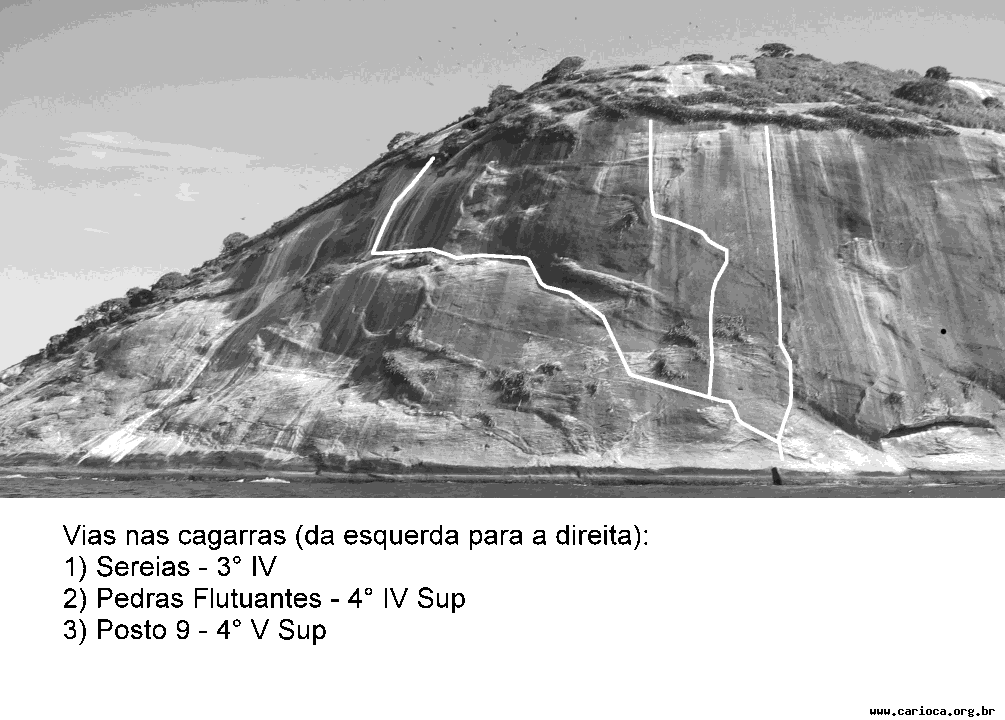 Vias nas cagarras (da esquerda para a direita):
1) Sereias - 3° IV
2) Pedras Flutuantes - 4° IV Sup
3) Posto 9 - 4° V Sup
www.carioca.org.br